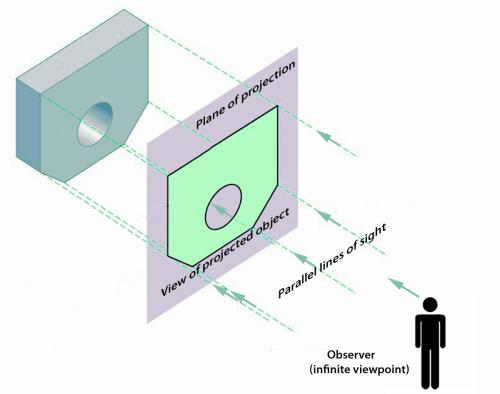 Plane of projection
View of projected object
Parallel lines of sight
Observer
(infinite viewpoint)